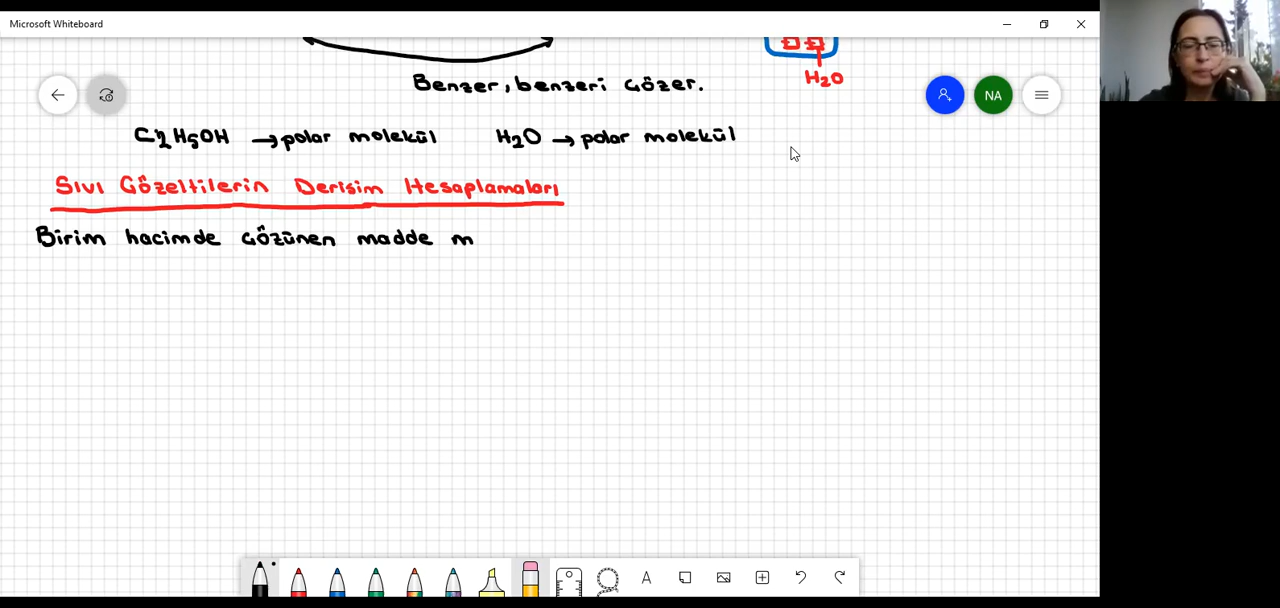 Microsoft Whiteboard
H₂O
Benzer, benzeri çözer.
NA
C₂H₅OH → polar molekül H₂O → polar molekül
Sıvı Çözeltilerin Derişim Hesaplamaları
Birim hacimde çözünen madde m
A